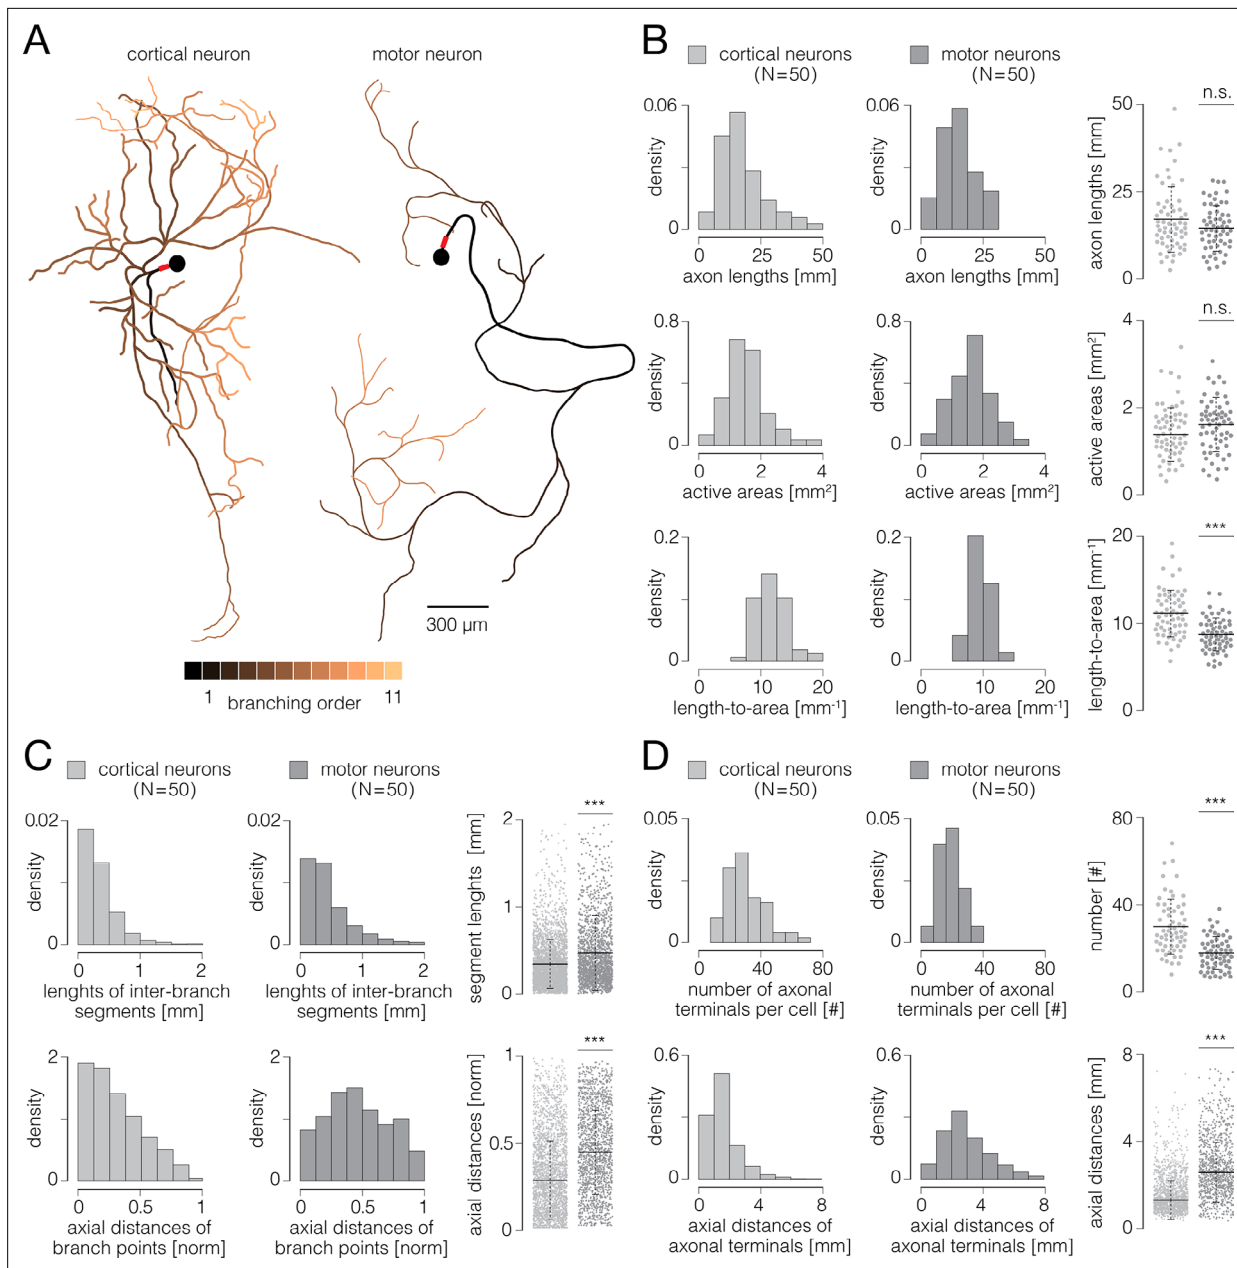 A
cortical neuron
motor neuron
300 µm
1
11
branching order
B
cortical neurons
(N=50)
motor neurons
(N=50)
0.06
density
0
0
25
50
axon lengths [mm]
0.06
density
0
0
25
50
axon lengths [mm]
n.s.
50
25
0
axon lengths [mm]
0.8
density
0
0
2
4
active areas [mm²]
0.8
density
0
0
2
4
active areas [mm²]
n.s.
4
2
0
active areas [mm²]
0.2
density
0
0
10
20
length-to-area [mm⁻¹]
0.2
density
0
0
10
20
length-to-area [mm⁻¹]
***
20
10
0
length-to-area [mm⁻¹]
C
cortical neurons
(N=50)
motor neurons
(N=50)
0.02
density
0
0
1
2
lenghts of inter-branch
segments [mm]
0.02
density
0
0
1
2
lenghts of inter-branch
segments [mm]
***
2
1
0
segment lenghts [mm]
2
density
0
0
0.5
1
axial distances of
branch points [norm]
2
density
0
0
0.5
1
axial distances of
branch points [norm]
***
1
0.5
0
axial distances [norm]
D
cortical neurons
(N=50)
motor neurons
(N=50)
0.05
density
0
0
40
80
number of axonal
terminals per cell [#]
0.05
density
0
0
40
80
number of axonal
terminals per cell [#]
***
80
40
0
number [#]
0.6
density
0
0
4
8
axial distances of
axonal terminals [mm]
0.6
density
0
0
4
8
axial distances of
axonal terminals [mm]
***
8
4
0
axial distances [mm]